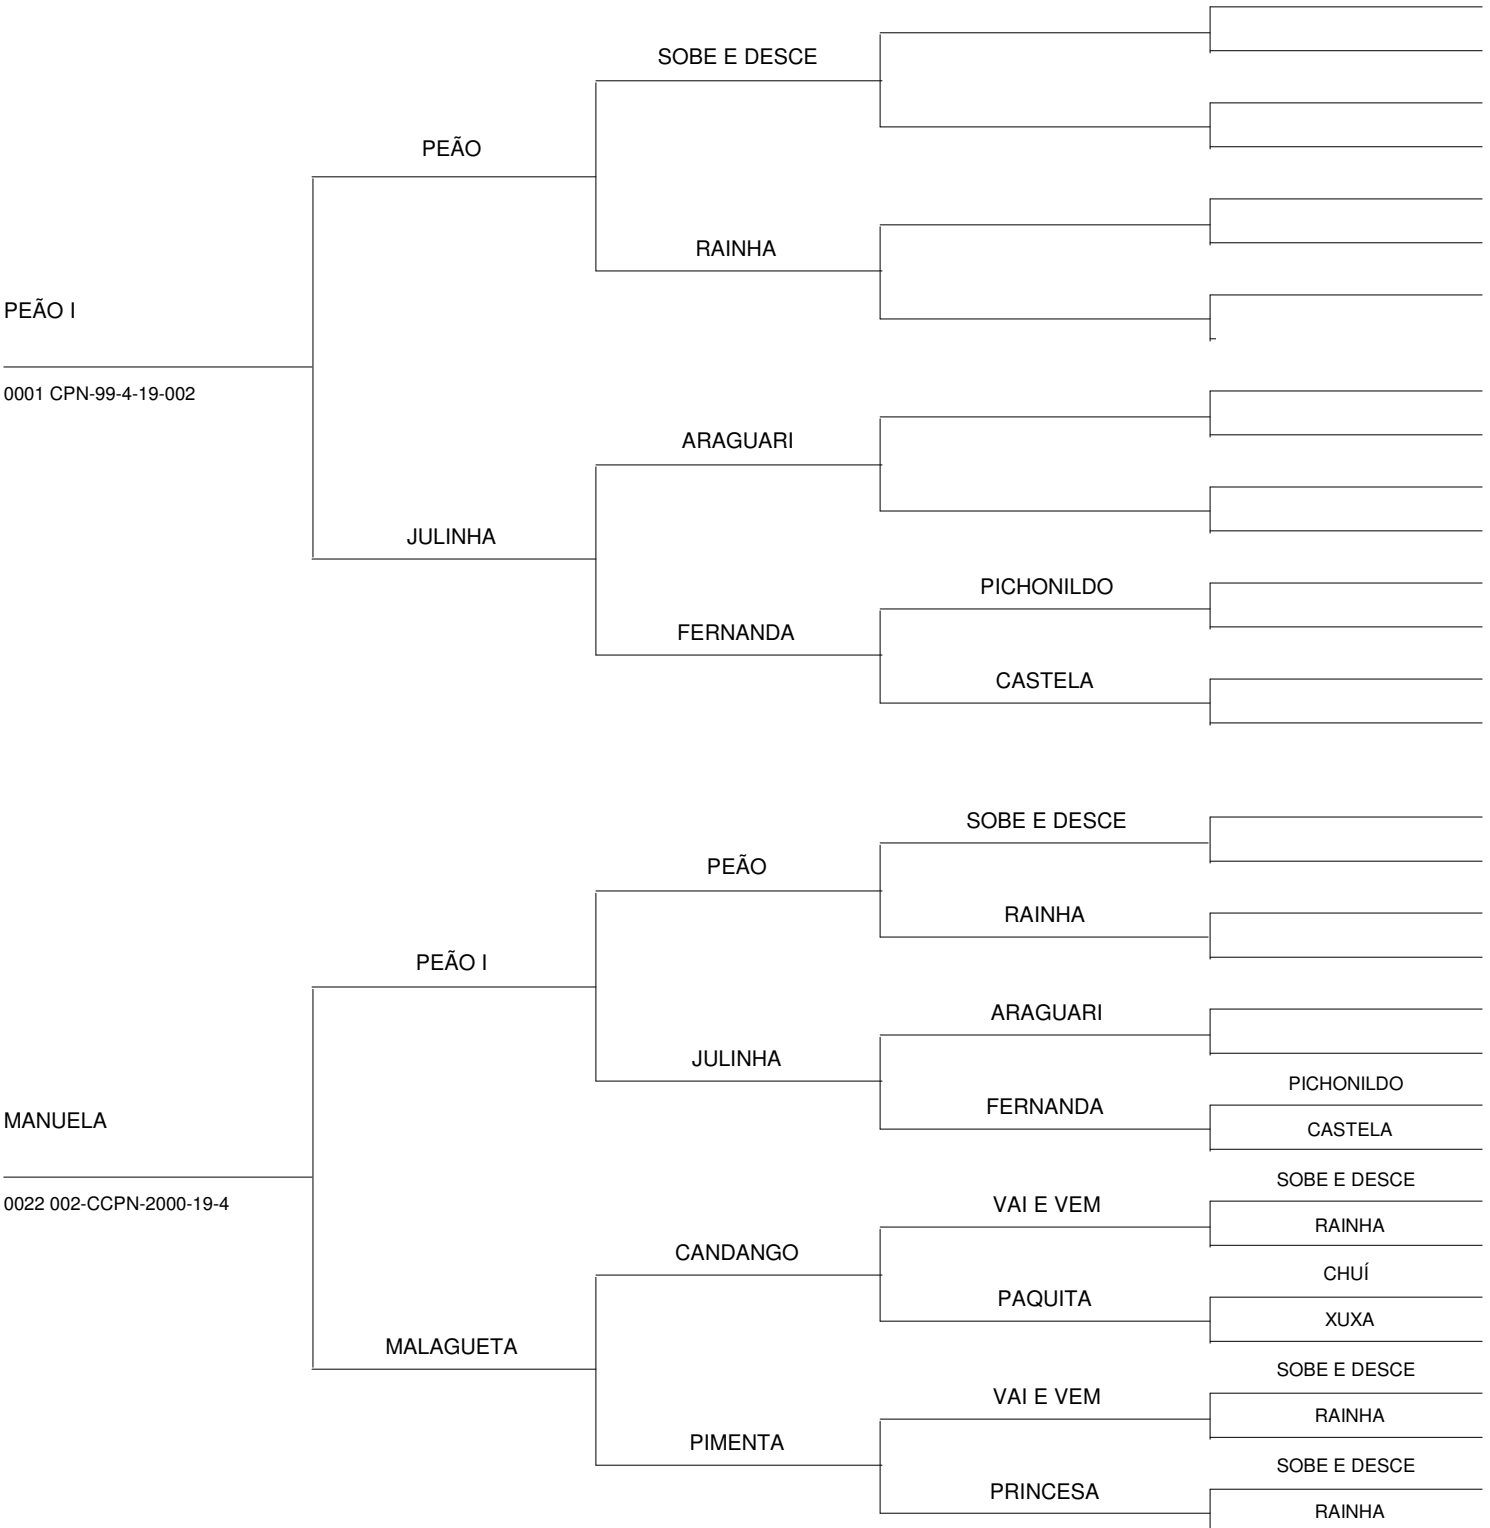 SOBE E DESCE
PEÃO
RAINHA
PEÃO I
0001 CPN-99-4-19-002
ARAGUARI
JULINHA
PICHONILDO
FERNANDA
CASTELA
SOBE E DESCE
PEÃO
RAINHA
PEÃO I
ARAGUARI
JULINHA
PICHONILDO
FERNANDA
MANUELA
CASTELA
SOBE E DESCE
0022 002-CCPN-2000-19-4
VAI E VEM
RAINHA
CANDANGO
CHUÍ
PAQUITA
XUXA
MALAGUETA
SOBE E DESCE
VAI E VEM
RAINHA
PIMENTA
SOBE E DESCE
PRINCESA
RAINHA